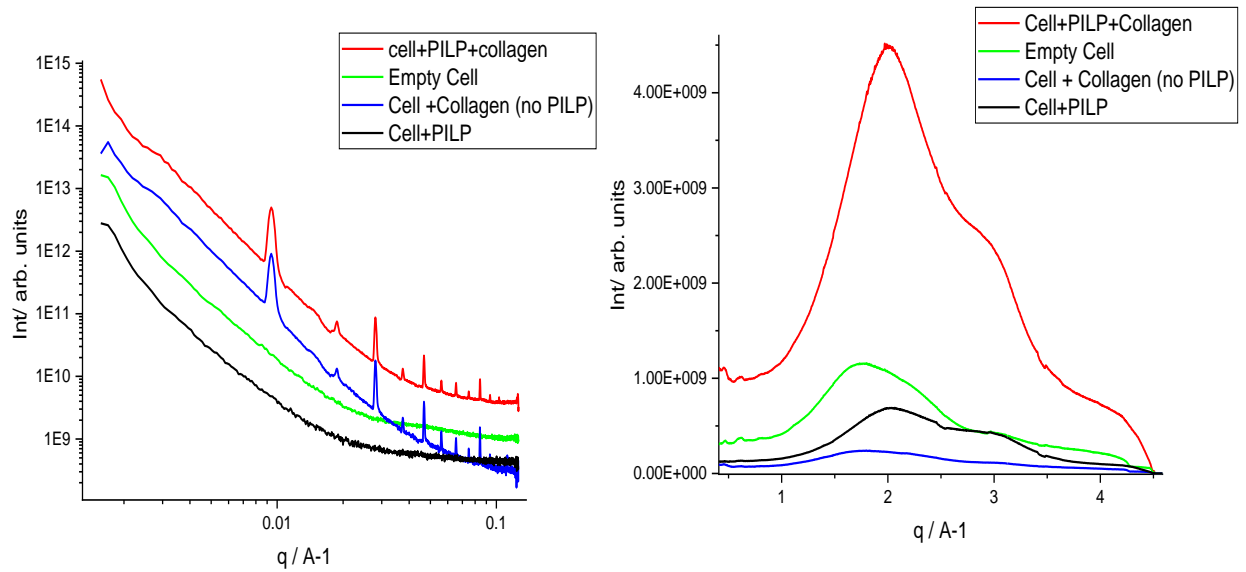 cell+PILP+collagen
Empty Cell
Cell +Collagen (no PILP)
Cell+PILP
1E15
1E14
1E13
1E12
1E11
1E10
1E9
Int/ arb. units
0.01
0.1
q / A-1
Cell+PILP+Collagen
Empty Cell
Cell + Collagen (no PILP)
Cell+PILP
4.00E+009
3.00E+009
2.00E+009
1.00E+009
0.00E+000
Int/ arb. units
1
2
3
4
q / A-1